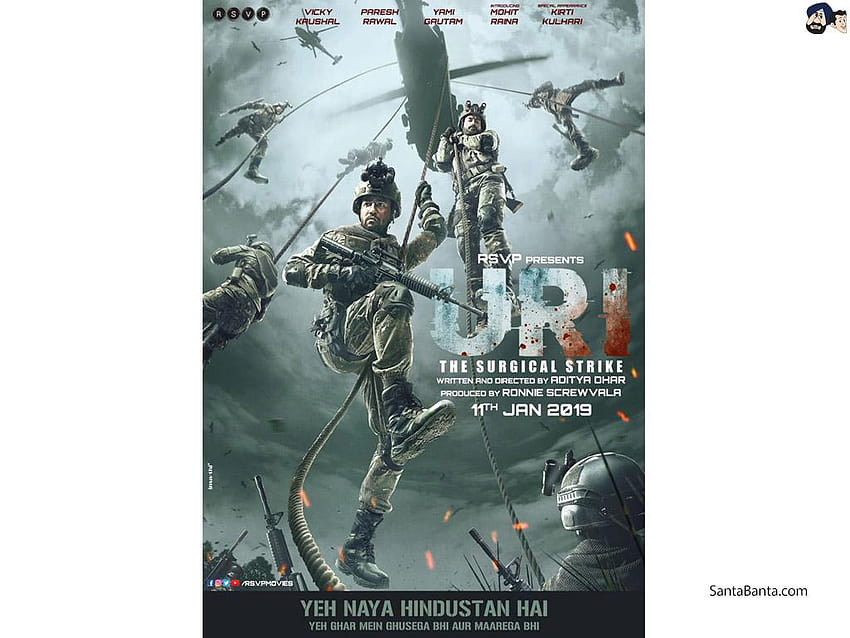 RSVP
VICKY KAUSHAL
PARESH RAWAL
YAMI GAUTAM
INTRODUCING
MOHIT RAINA
SPECIAL APPEARANCE
KIRTI KULHARI
RSVP PRESENTS
URI
THE SURGICAL STRIKE
WRITTEN AND DIRECTED BY ADITYA DHAR
PRODUCED BY RONNIE SCREWVALA
11TH JAN 2019
/RSVPMOVIES
YEH NAYA HINDUSTAN HAI
YEH GHAR MEIN GHUSEGA BHI AUR MAAREGA BHI
SantaBanta.com